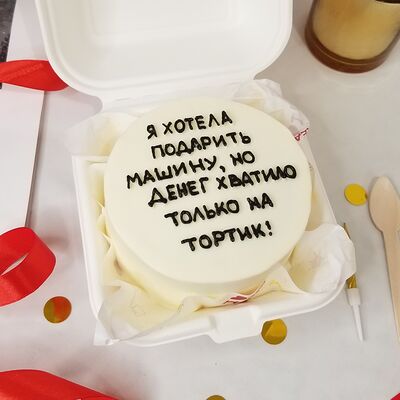 Я ХОТЕЛА
ПОДАРИТЬ
МАШИНУ, НО
ДЕНЕГ ХВАТИЛО
ТОЛЬКО НА
ТОРТИК!